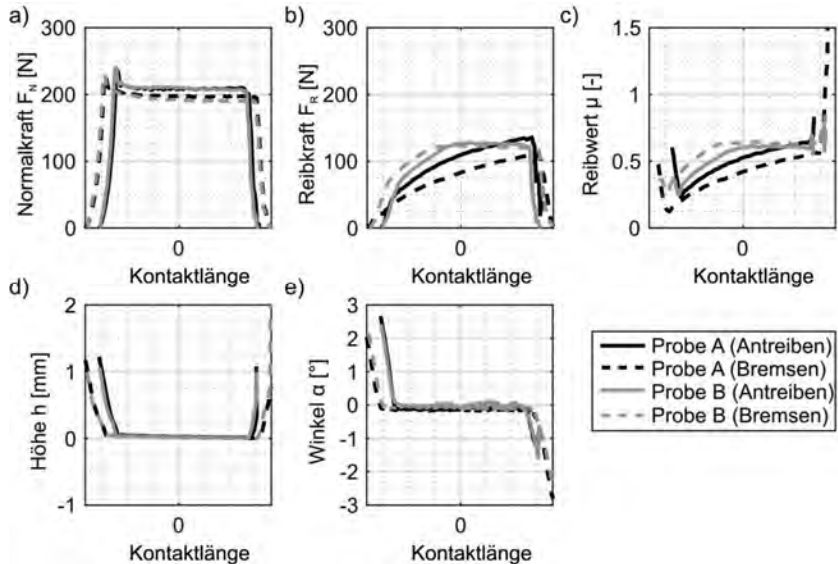 a)
Normalkraft F_N [N]
300
200
100
0
0
Kontaktlänge
b)
Reibkraft F_R [N]
300
200
100
0
0
Kontaktlänge
c)
Reibwert µ [-]
1.5
1
0.5
0
0
Kontaktlänge
d)
Höhe h [mm]
2
1
0
-1
0
Kontaktlänge
e)
Winkel α [°]
3
2
1
0
-1
-2
-3
0
Kontaktlänge
Probe A (Antreiben)
Probe A (Bremsen)
Probe B (Antreiben)
Probe B (Bremsen)